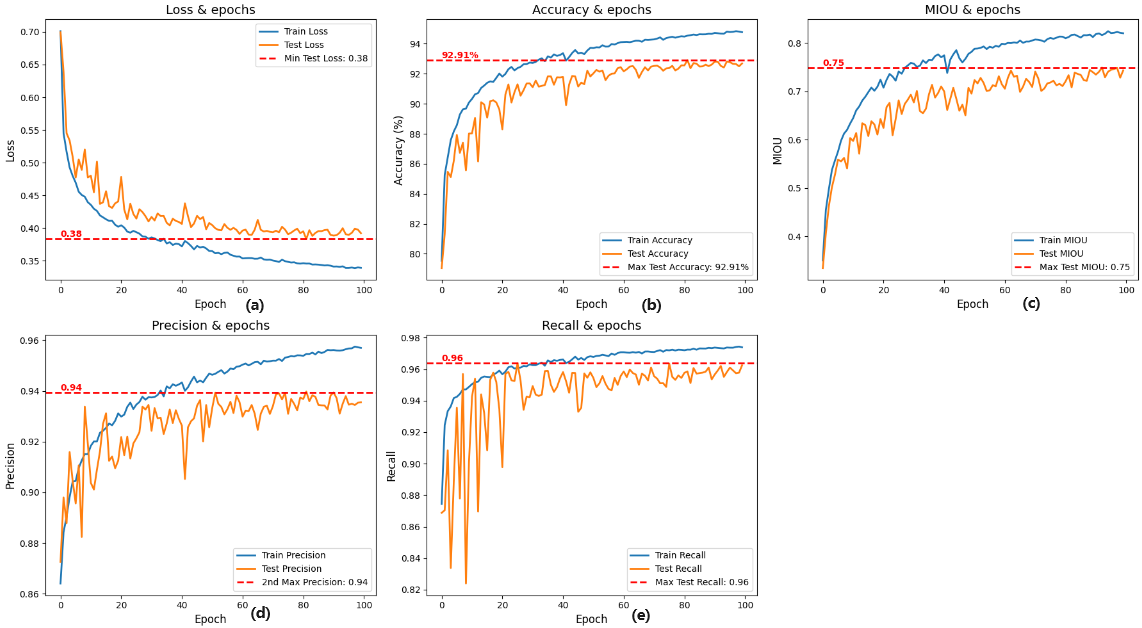 Loss & epochs
0.70
0.65
0.60
0.55
0.50
0.45
0.40
0.35
Loss
0.38
Train Loss
Test Loss
Min Test Loss: 0.38
0 20 40 60 80 100
Epoch
(a)
Accuracy & epochs
94
92
90
88
86
84
82
80
Accuracy (%)
92.91%
Train Accuracy
Test Accuracy
Max Test Accuracy: 92.91%
0 20 40 60 80 100
Epoch
(b)
MIOU & epochs
0.8
0.7
0.6
0.5
0.4
MIOU
0.75
Train MIOU
Test MIOU
Max Test MIOU: 0.75
0 20 40 60 80 100
Epoch
(c)
Precision & epochs
0.96
0.94
0.92
0.90
0.88
0.86
Precision
0.94
Train Precision
Test Precision
2nd Max Precision: 0.94
0 20 40 60 80 100
Epoch
(d)
Recall & epochs
0.98
0.96
0.94
0.92
0.90
0.88
0.86
0.84
0.82
Recall
0.96
Train Recall
Test Recall
Max Test Recall: 0.96
0 20 40 60 80 100
Epoch
(e)